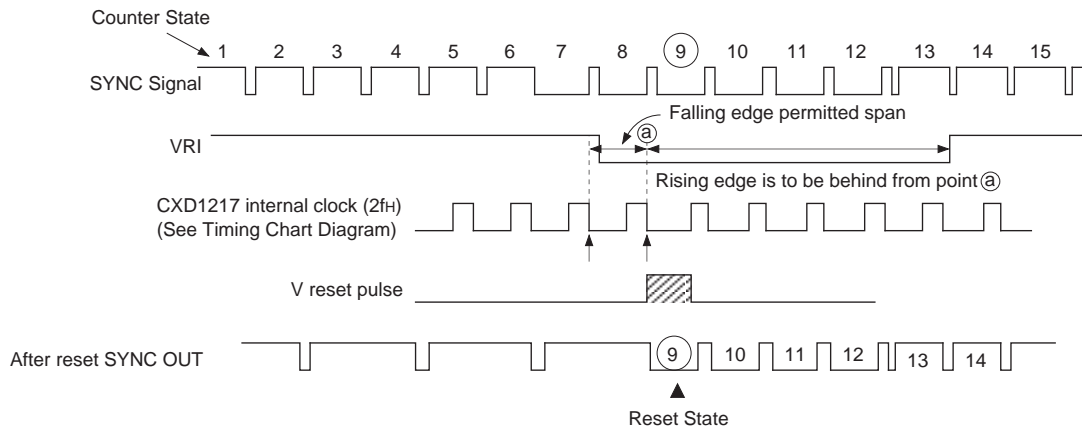 Counter State
1 2 3 4 5 6 7 8 9 10 11 12 13 14 15
SYNC Signal
Falling edge permitted span
VRI
a
Rising edge is to be behind from point a
CXD1217 internal clock (2fH)
(See Timing Chart Diagram)
V reset pulse
After reset SYNC OUT
9 10 11 12 13 14
Reset State